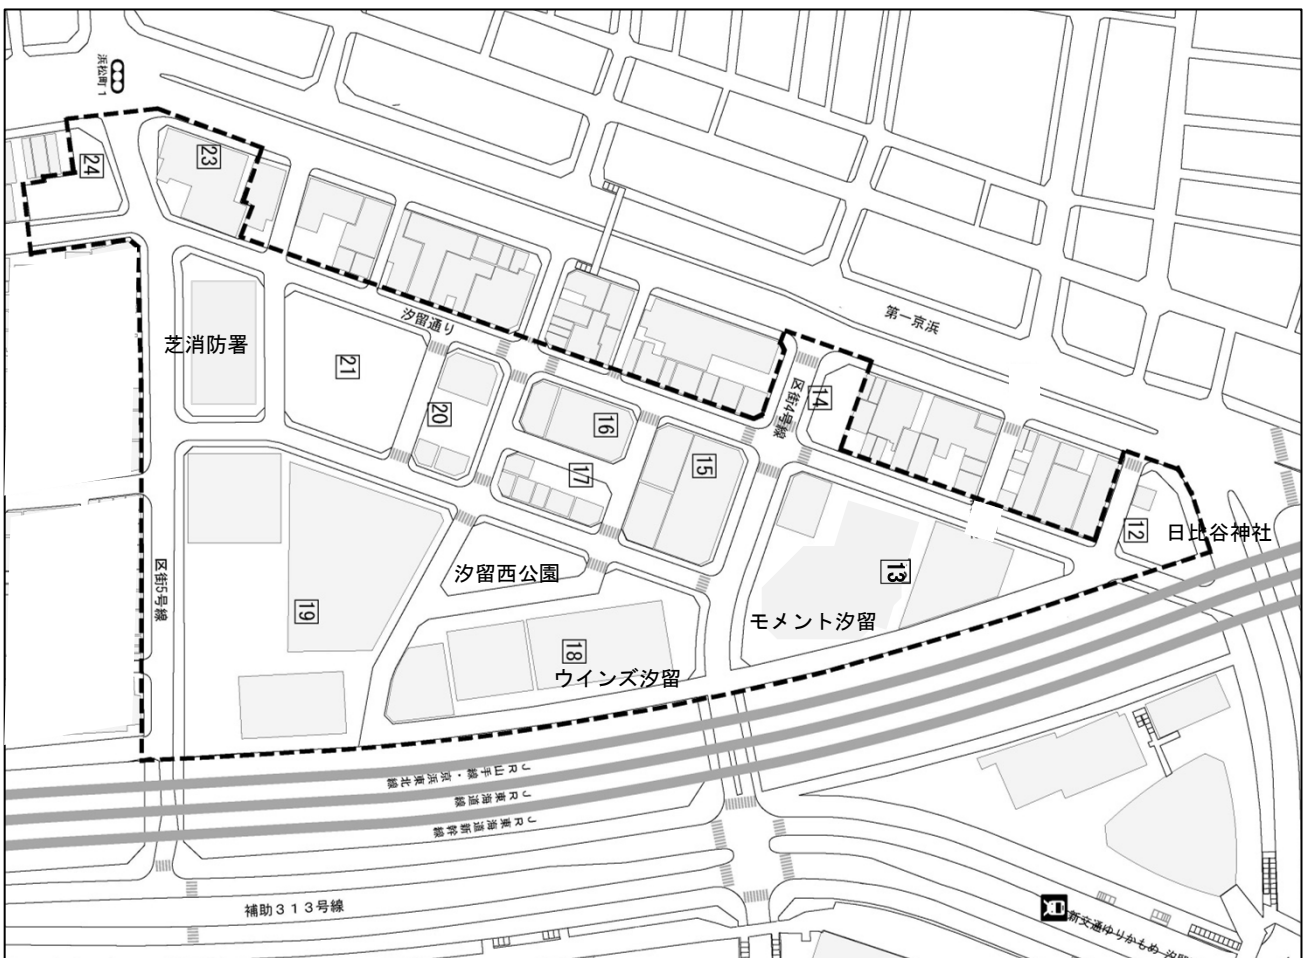 浜松町1
24
23
第一京浜
汐留通り
芝消防署
21
20
16
14
区街4号線
17
15
12
日比谷神社
汐留西公園
13
区街5号線
19
モメント汐留
18
ウインズ汐留
JR山手線・京浜東北線
JR東海道線
JR東海道新幹線
補助313号線
新交通ゆりかもめ 汐